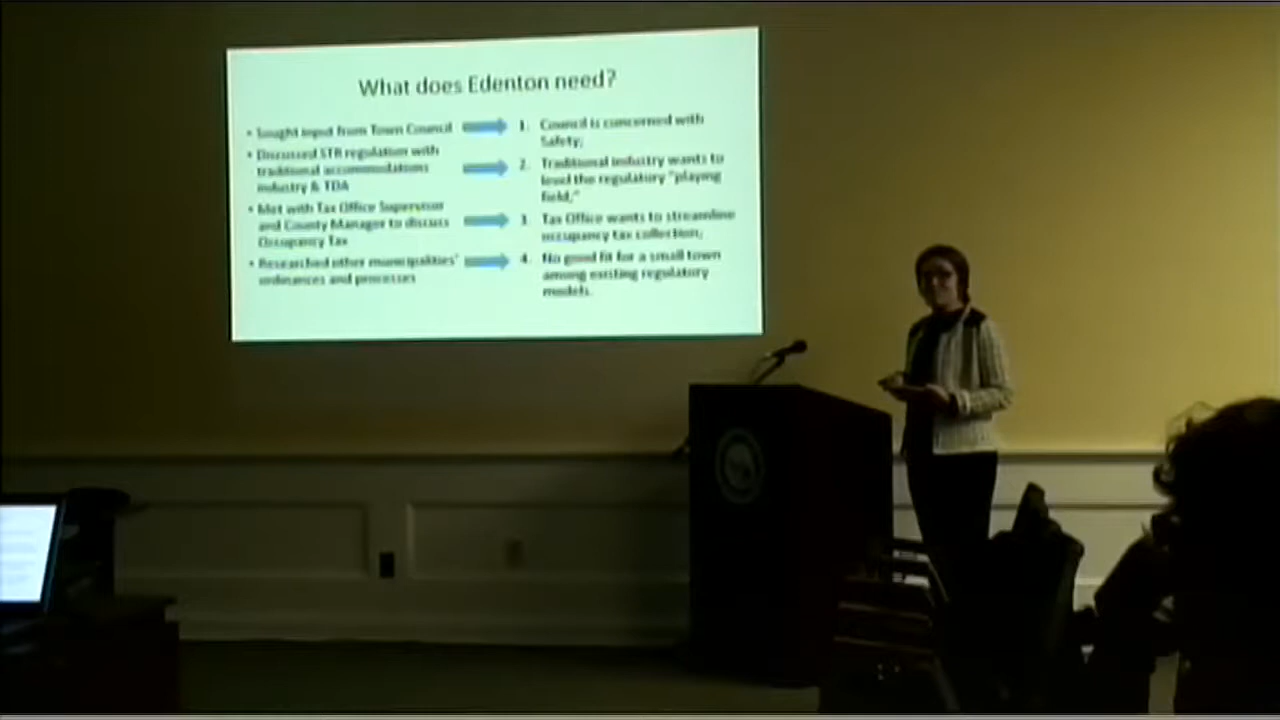 What does Edenton need?
• Sought input from Town Council
• Discussed STR regulation with
traditional accommodations
industry & TDA
• Met with Tax Office Supervisor
and County Manager to discuss
Occupancy Tax
• Researched other municipalities'
ordinances and processes
1. Council is concerned with
Safety;
2. Traditional industry wants to
level the regulatory "playing
field;"
3. Tax Office wants to streamline
occupancy tax collection;
4. No good fit for a small town
among existing regulatory
models.